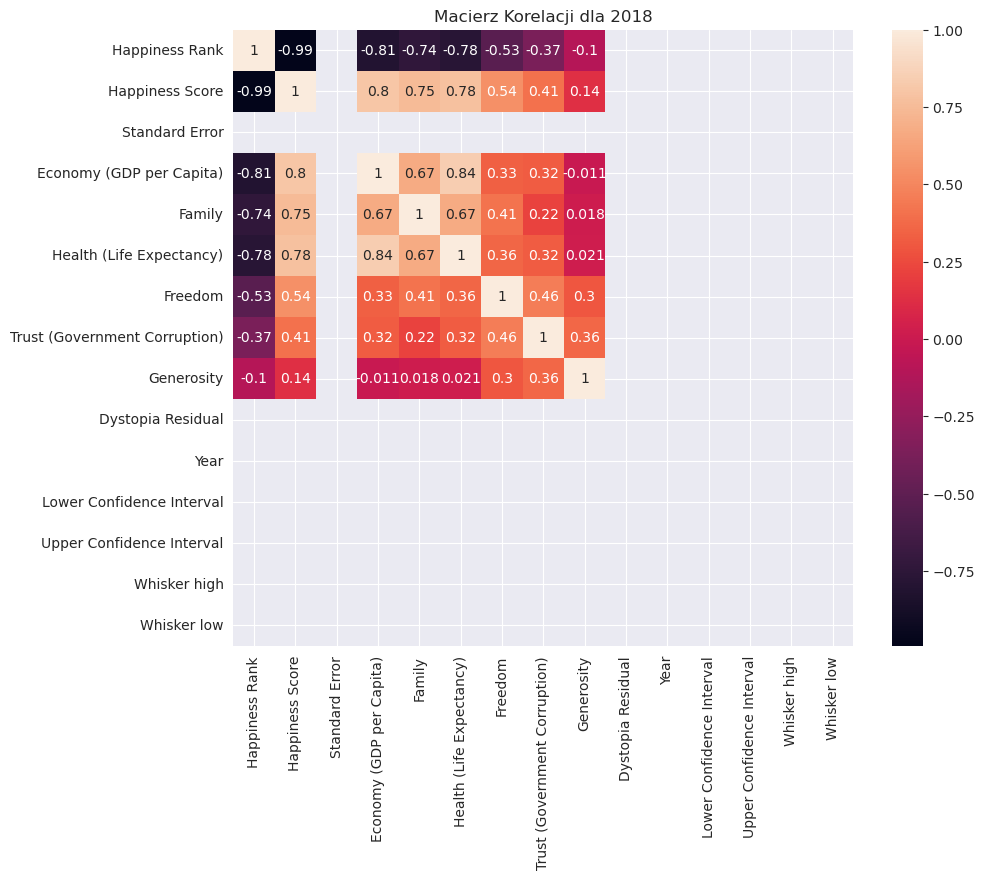 Macierz Korelacji dla 2018
Happiness Rank 1 -0.99 -0.81 -0.74 -0.78 -0.53 -0.37 -0.1
Happiness Score -0.99 1 0.8 0.75 0.78 0.54 0.41 0.14
Standard Error
Economy (GDP per Capita) -0.81 0.8 1 0.67 0.84 0.33 0.32 -0.011
Family -0.74 0.75 0.67 1 0.67 0.41 0.22 0.018
Health (Life Expectancy) -0.78 0.78 0.84 0.67 1 0.36 0.32 0.021
Freedom -0.53 0.54 0.33 0.41 0.36 1 0.46 0.3
Trust (Government Corruption) -0.37 0.41 0.32 0.22 0.32 0.46 1 0.36
Generosity -0.1 0.14 -0.011 0.018 0.021 0.3 0.36 1
Dystopia Residual
Year
Lower Confidence Interval
Upper Confidence Interval
Whisker high
Whisker low
Happiness Rank
Happiness Score
Standard Error
Economy (GDP per Capita)
Family
Health (Life Expectancy)
Freedom
Trust (Government Corruption)
Generosity
Dystopia Residual
Year
Lower Confidence Interval
Upper Confidence Interval
Whisker high
Whisker low
1.00
0.75
0.50
0.25
0.00
−0.25
−0.50
−0.75